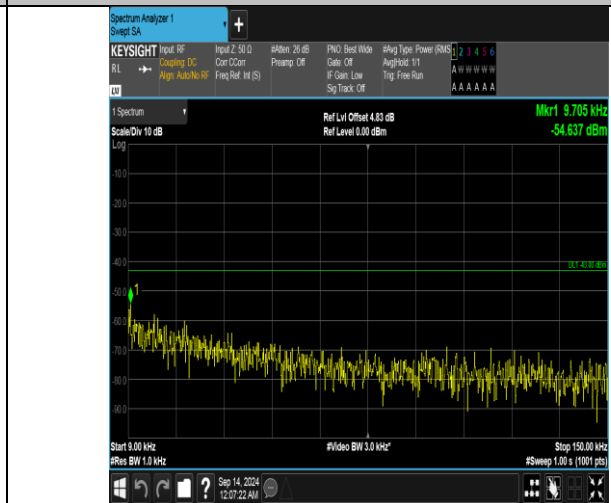 Spectrum Analyzer 1
Swept SA
+
KEYSIGHT
RL
Input: RF
Coupling: DC
Align: Auto/No RF
Input Z: 50 Ω
Corr CCorr
Freq Ref: Int (S)
#Atten: 26 dB
Preamp: Off
PNO: Best Wide
Gate: Off
IF Gain: Low
Sig Track: Off
#Avg Type: Power (RMS
Avg|Hold: 1/1
Trig: Free Run
1 2 3 4 5 6
A W W W W W
A A A A A A
LXI
1 Spectrum
Scale/Div 10 dB
Ref Lvl Offset 4.83 dB
Ref Level 0.00 dBm
Mkr1 9.705 kHz
-54.637 dBm
Log
-10.0
-20.0
-30.0
-40.0
DL1 -43.00 dBm
-50.0
1
-60.0
-70.0
-80.0
-90.0
Start 9.00 kHz
#Res BW 1.0 kHz
#Video BW 3.0 kHz*
Stop 150.00 kHz
#Sweep 1.00 s (1001 pts)
?
Sep 14, 2024
12:07:22 AM